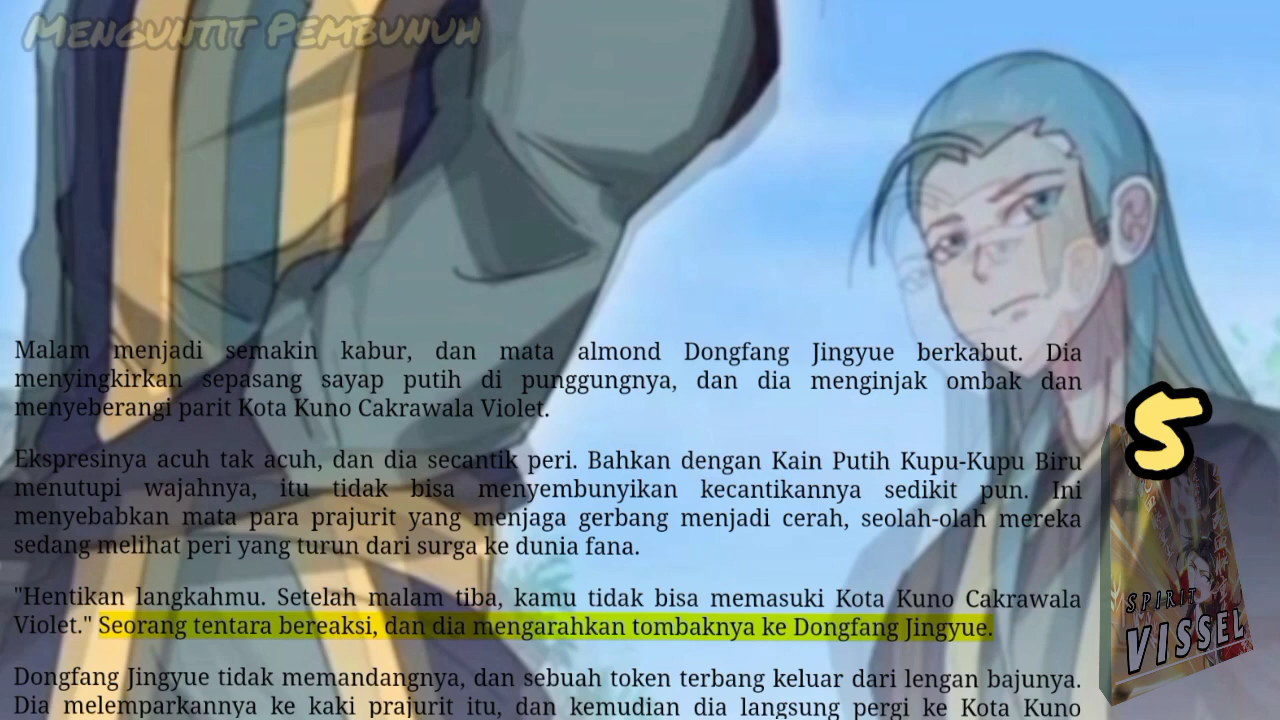 Menguntit Pembunuh
Malam menjadi semakin kabur, dan mata almond Dongfang Jingyue berkabut. Dia
menyingkirkan sepasang sayap putih di punggungnya, dan dia menginjak ombak dan
menyeberangi parit Kota Kuno Cakrawala Violet.
Ekspresinya acuh tak acuh, dan dia secantik peri. Bahkan dengan Kain Putih Kupu-Kupu Biru
menutupi wajahnya, itu tidak bisa menyembunyikan kecantikannya sedikit pun. Ini
menyebabkan mata para prajurit yang menjaga gerbang menjadi cerah, seolah-olah mereka
sedang melihat peri yang turun dari surga ke dunia fana.
"Hentikan langkahmu. Setelah malam tiba, kamu tidak bisa memasuki Kota Kuno Cakrawala
Violet." Seorang tentara bereaksi, dan dia mengarahkan tombaknya ke Dongfang Jingyue.
Dongfang Jingyue tidak memandangnya, dan sebuah token terbang keluar dari lengan bajunya.
Dia melemparkannya ke kaki prajurit itu, dan kemudian dia langsung pergi ke Kota Kuno
5
SPIRIT
VISSEL